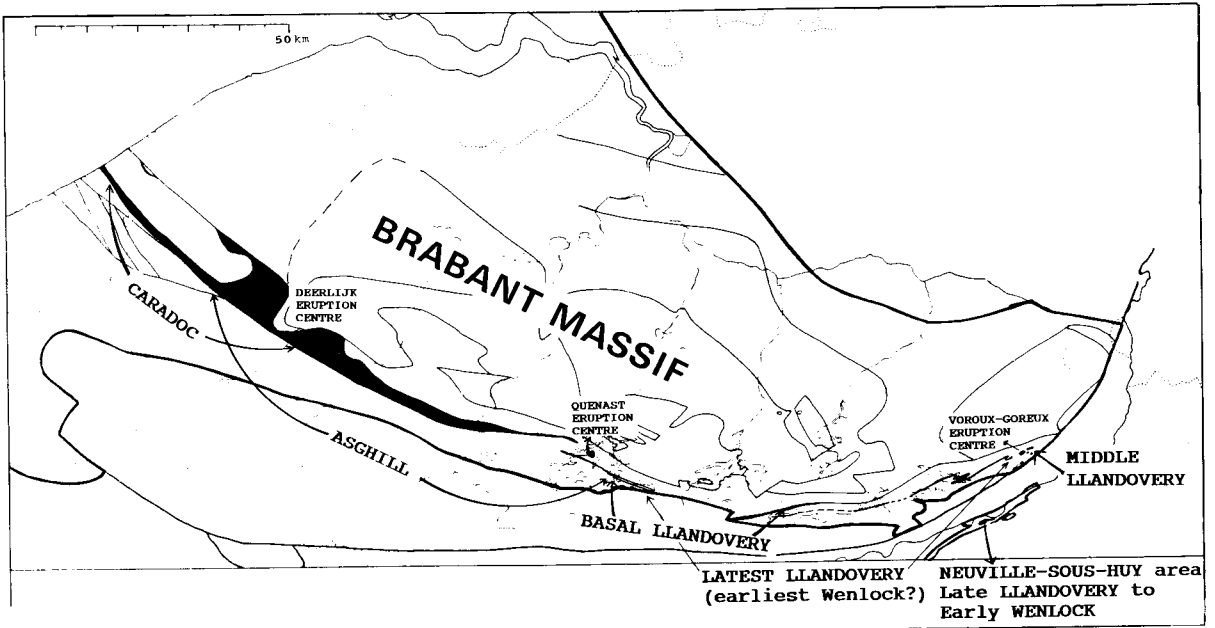 50 km
BRABANT MASSIF
DEERLIJK
ERUPTION
CENTRE
CARADOC
QUENAST
ERUPTION
CENTRE
VOROUX-GOREUX
ERUPTION
CENTRE
ASGHILL
MIDDLE
LLANDOVERY
BASAL LLANDOVERY
LATEST LLANDOVERY
(earliest Wenlock?)
NEUVILLE-SOUS-HUY area
Late LLANDOVERY to
Early WENLOCK